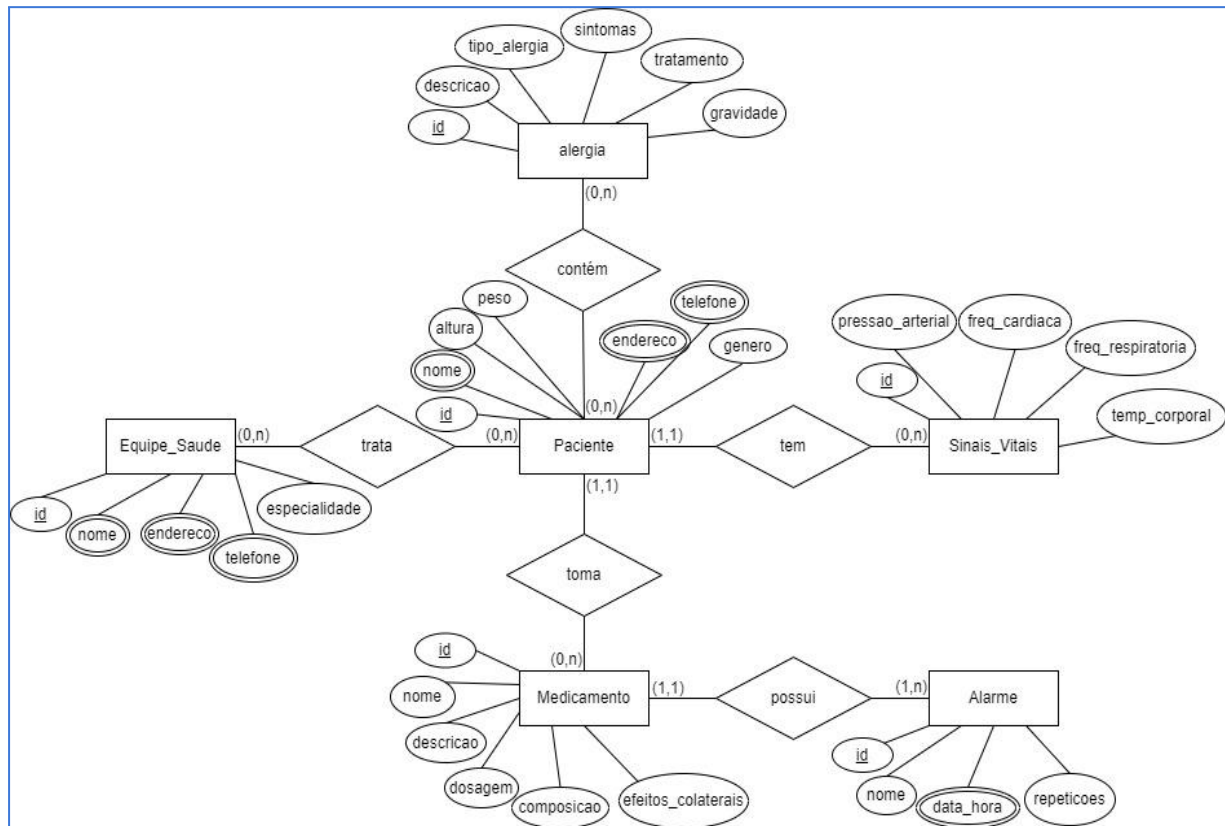 sintomas
tipo_alergia
tratamento
descricao
gravidade
id
alergia
(0,n)
contém
peso
telefone
altura
endereco
nome
genero
id
pressao_arterial
freq_cardiaca
freq_respiratoria
id
temp_corporal
Equipe_Saude
(0,n)
trata
(0,n)
(0,n)
Paciente
(1,1)
tem
(0,n)
Sinais_Vitais
(1,1)
id
nome
endereco
telefone
especialidade
toma
(0,n)
id
nome
descricao
dosagem
composicao
efeitos_colaterais
Medicamento
(1,1)
possui
(1,n)
Alarme
id
nome
data_hora
repeticoes